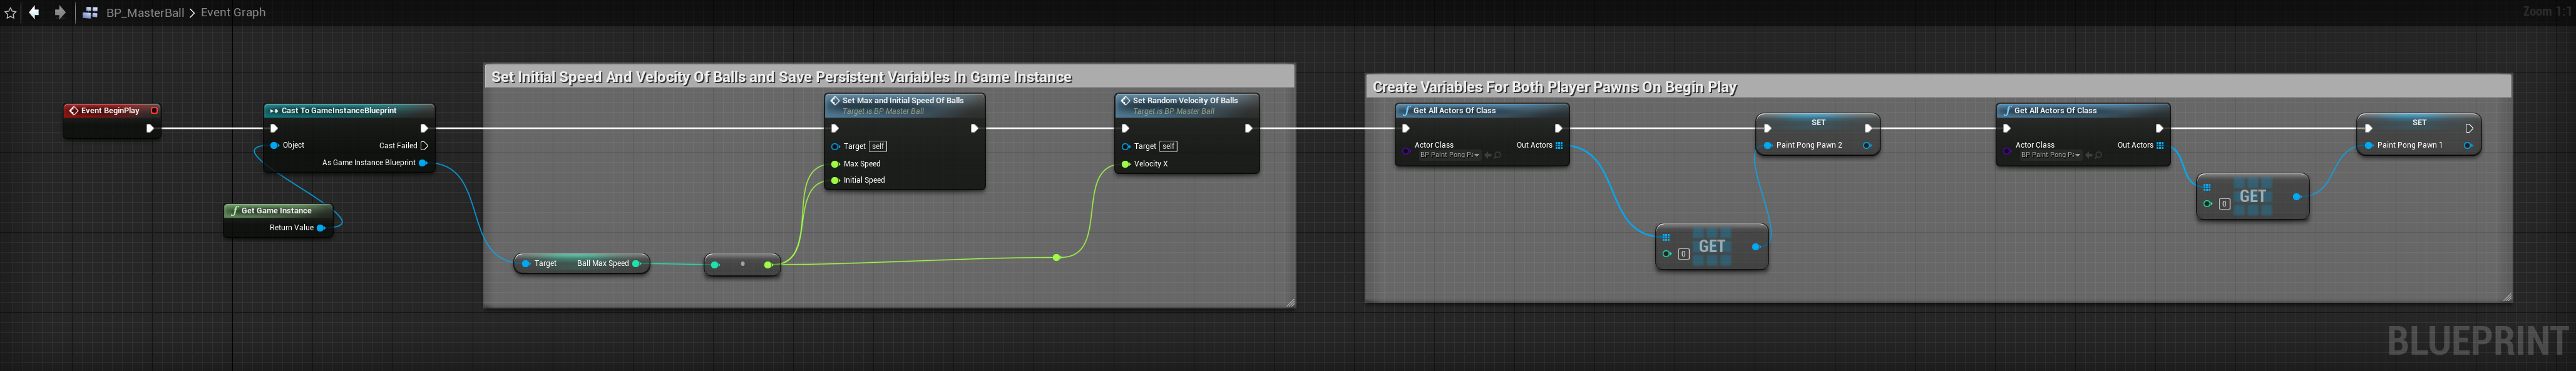 BP_MasterBall > Event Graph
Zoom 1:1
Set Initial Speed And Velocity Of Balls and Save Persistent Variables In Game Instance
Create Variables For Both Player Pawns On Begin Play
Event BeginPlay
Cast To GameInstanceBlueprint
Object
Cast Failed
As Game Instance Blueprint
f Get Game Instance
Return Value
Target
Ball Max Speed
Set Max and Initial Speed Of Balls
Target is BP Master Ball
Target self
Max Speed
Initial Speed
Set Random Velocity Of Balls
Target is BP Master Ball
Target self
Velocity X
f Get All Actors Of Class
Actor Class
Out Actors
BP Paint Pong
0
GET
SET
Paint Pong Pawn 2
f Get All Actors Of Class
Actor Class
Out Actors
BP Paint Pong
0
GET
SET
Paint Pong Pawn 1
BLUEPRINT